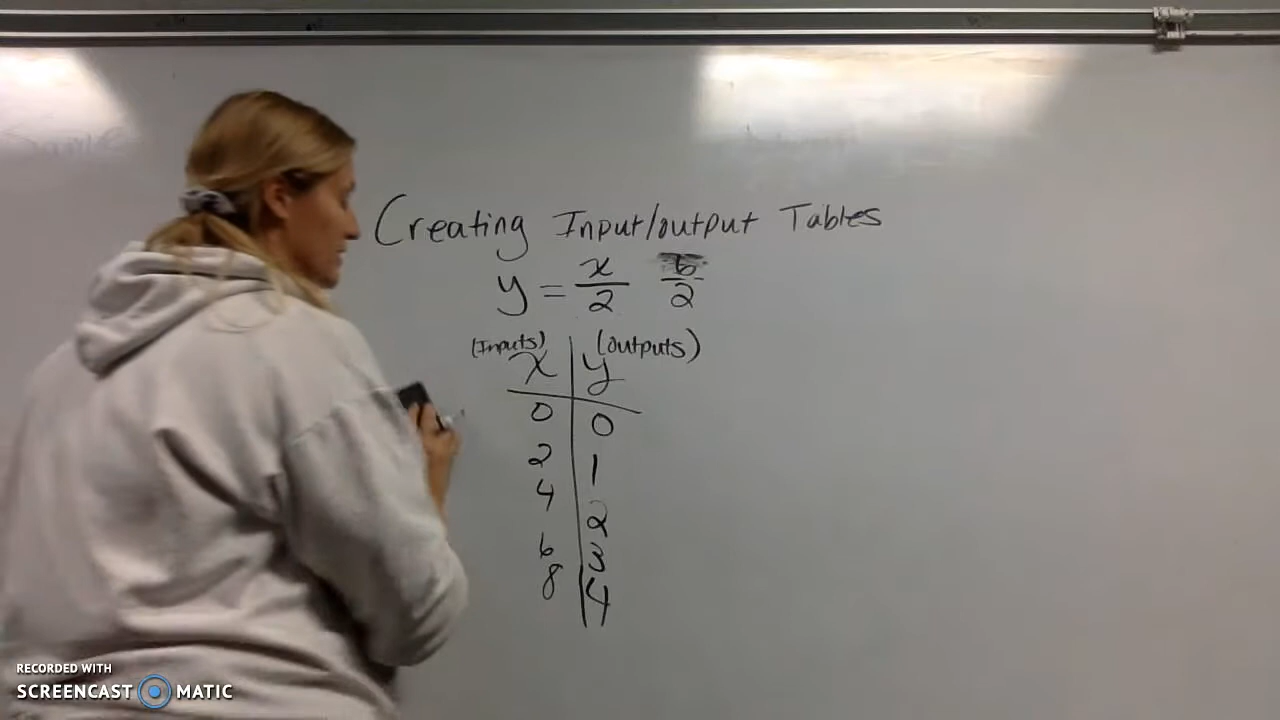 Creating Input/output Tables
y = x/2 6/2
(Inputs) (outputs)
x y
0 0
2 1
4 2
6 3
8 4
RECORDED WITH
SCREENCAST MATIC